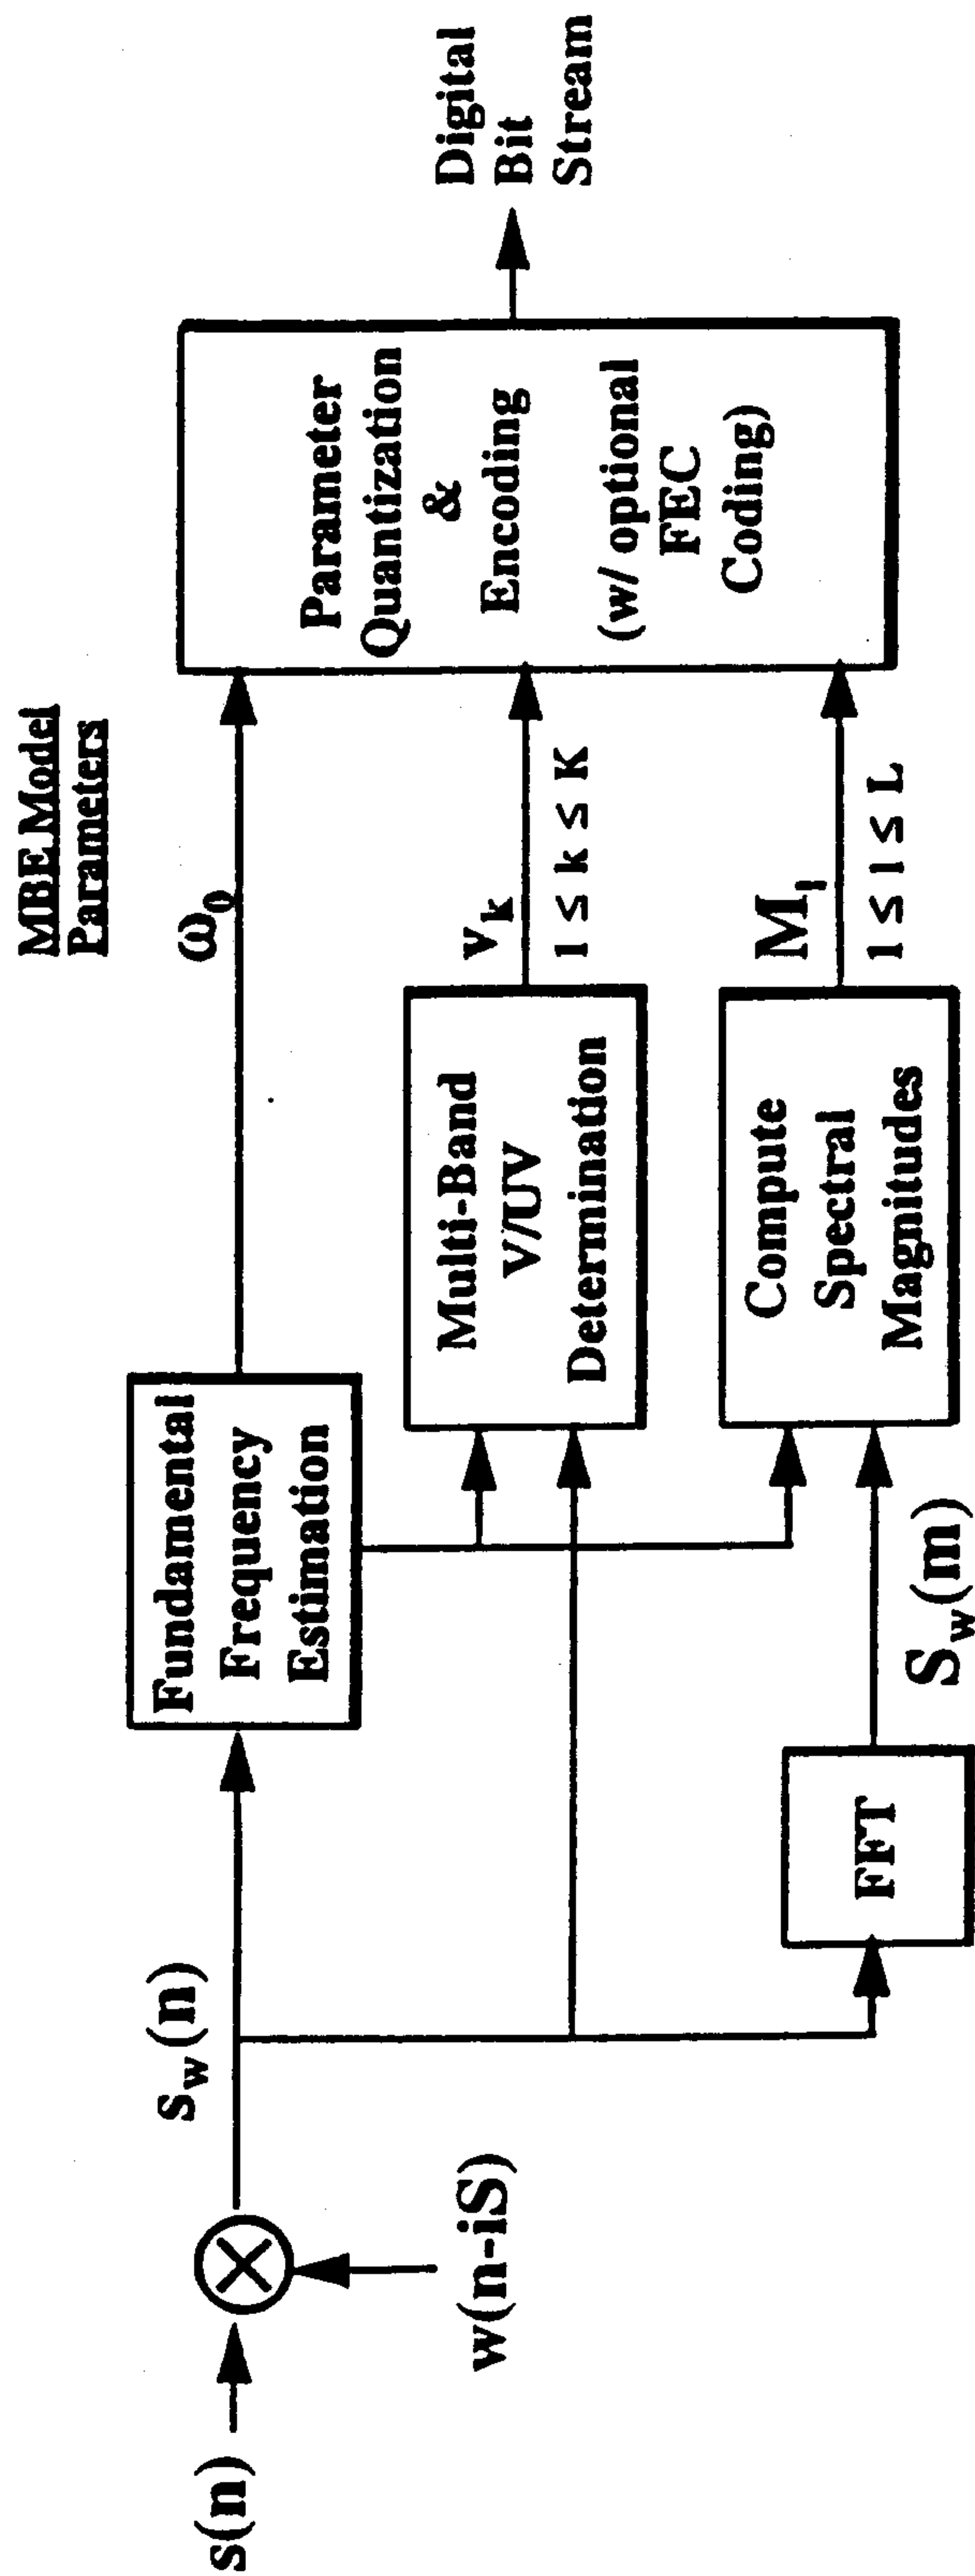 MBE Model
Parameters
s(n)
w(n-iS)
s_w(n)
Fundamental
Frequency
Estimation
ω_0
Multi-Band
V/UV
Determination
v_k
1 ≤ k ≤ K
FFT
S_w(m)
Compute
Spectral
Magnitudes
M_l
1 ≤ l ≤ L
Parameter
Quantization
&
Encoding
(w/ optional
FEC
Coding)
Digital
Bit
Stream